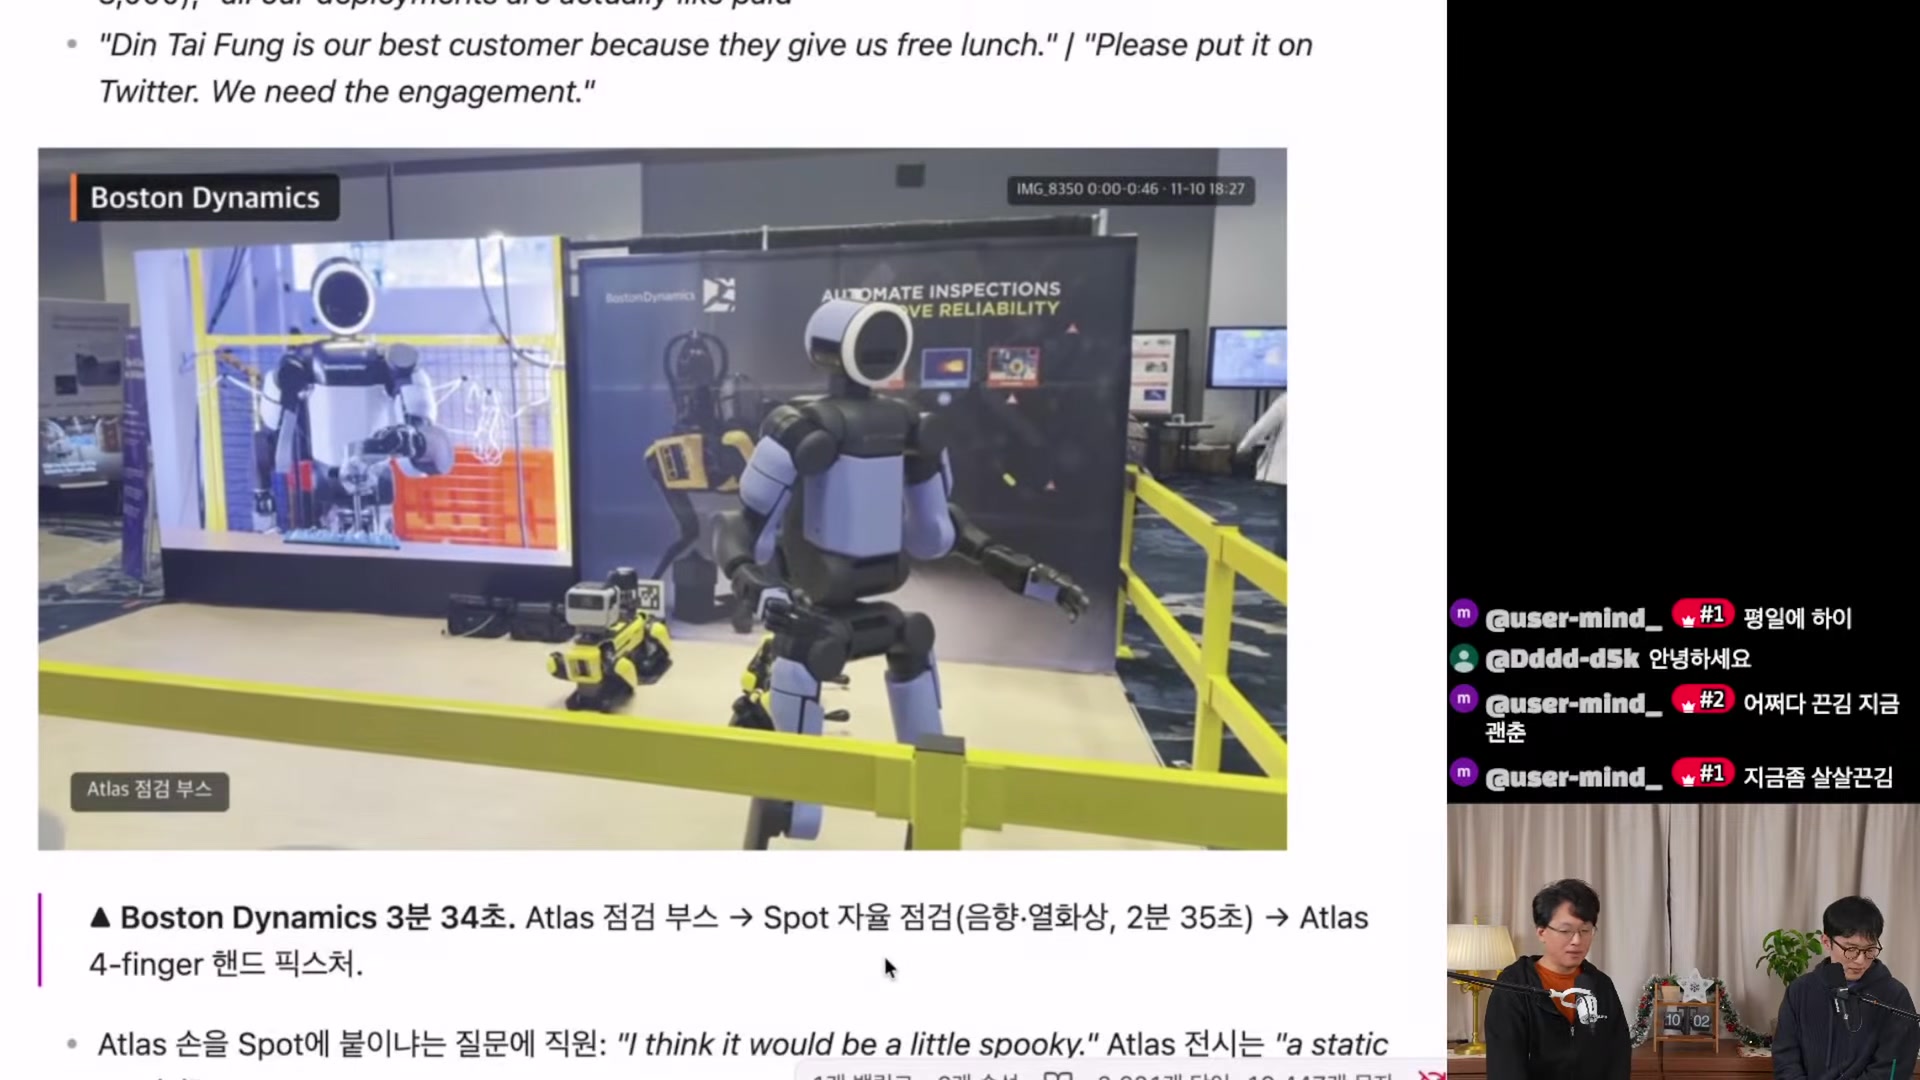 "Din Tai Fung is our best customer because they give us free lunch." | "Please put it on
Twitter. We need the engagement."
Boston Dynamics
IMG_8350 0:00-0:46 · 11-10 18:27
BostonDynamics
AUTOMATE INSPECTIONS
OVE RELIABILITY
Atlas 점검 부스
▲ Boston Dynamics 3분 34초. Atlas 점검 부스 → Spot 자율 점검(음향·열화상, 2분 35초) → Atlas
4-finger 핸드 픽스처.
Atlas 손을 Spot에 붙이냐는 질문에 직원: "I think it would be a little spooky." Atlas 전시는 "a static
m @user-mind_ #1 평일에 하이
@Dddd-d5k 안녕하세요
m @user-mind_ #2 어쩌다 끈김 지금
괜춘
m @user-mind_ #1 지금좀 살살끈김
10 02